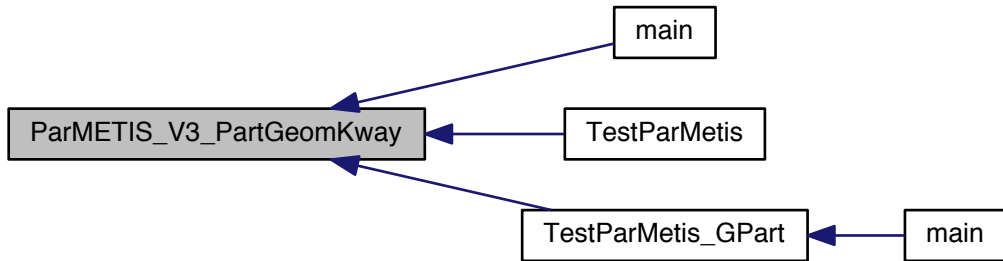 main
ParMETIS_V3_PartGeomKway
TestParMetis
TestParMetis_GPart
main